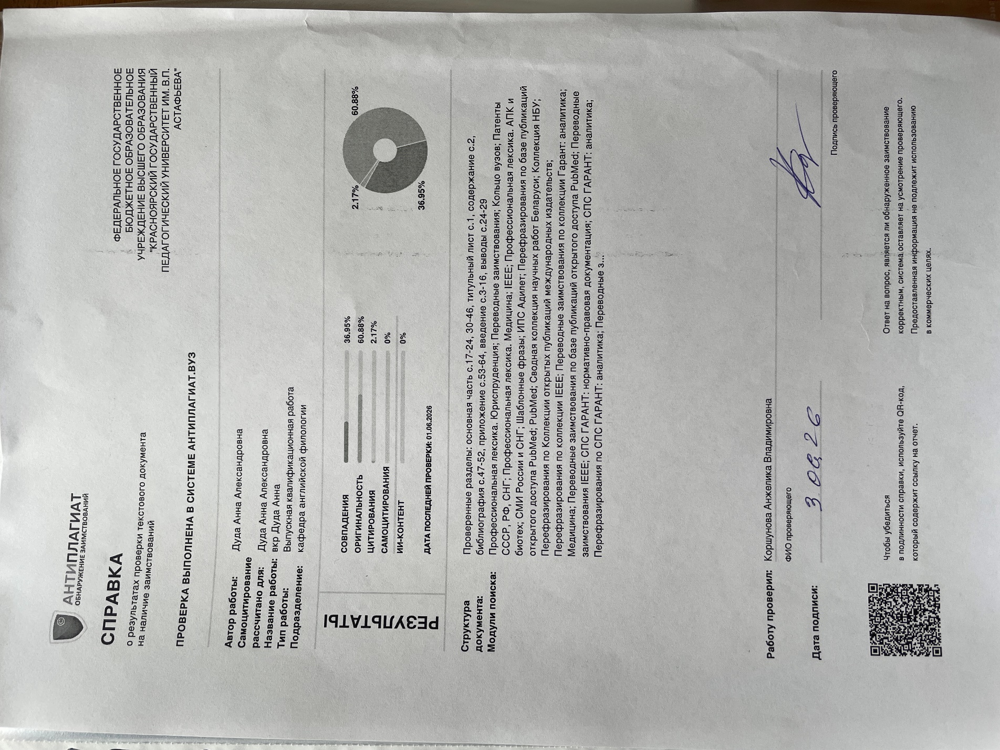 АНТИПЛАГИАТ
ОБНАРУЖЕНИЕ ЗАИМСТВОВАНИЙ
ФЕДЕРАЛЬНОЕ ГОСУДАРСТВЕННОЕ
БЮДЖЕТНОЕ ОБРАЗОВАТЕЛЬНОЕ
УЧРЕЖДЕНИЕ ВЫСШЕГО ОБРАЗОВАНИЯ
"КРАСНОЯРСКИЙ ГОСУДАРСТВЕННЫЙ
ПЕДАГОГИЧЕСКИЙ УНИВЕРСИТЕТ ИМ. В.П.
АСТАФЬЕВА"
СПРАВКА
о результатах проверки текстового документа
на наличие заимствований
ПРОВЕРКА ВЫПОЛНЕНА В СИСТЕМЕ АНТИПЛАГИАТ.ВУЗ
Автор работы: Дуда Анна Александровна
Самоцитирование
рассчитано для: Дуда Анна Александровна
Название работы: вкр Дуда Анна
Тип работы: Выпускная квалификационная работа
Подразделение: кафедра английской филологии
РЕЗУЛЬТАТЫ
СОВПАДЕНИЯ 36.95%
ОРИГИНАЛЬНОСТЬ 60.88%
ЦИТИРОВАНИЯ 2.17%
САМОЦИТИРОВАНИЯ 0%
ИИ-КОНТЕНТ 0%
ДАТА ПОСЛЕДНЕЙ ПРОВЕРКИ: 01.06.2026
2.17%
60.88%
36.95%
Структура
документа:
Проверенные разделы: основная часть с.17-24, 30-46, титульный лист с.1, содержание с.2,
библиография с.47-52, приложение с.53-64, введение с.3-16, выводы с.24-29
Модули поиска:
Профессиональная лексика. Юриспруденция; Переводные заимствования; Кольцо вузов; Патенты
СССР, РФ, СНГ; Профессиональная лексика. Медицина; IEEE; Профессиональная лексика. АПК и
биотех; СМИ России и СНГ; Шаблонные фразы; ИПС Адилет; Перефразирования по базе публикаций
открытого доступа PubMed; PubMed; Сводная коллекция научных работ Беларуси; Коллекция НБУ;
Перефразирования по Коллекции открытых публикаций международных издательств;
Перефразирования по коллекции IEEE; Переводные заимствования по коллекции Гарант: аналитика;
Медицина; Переводные заимствования по базе публикаций открытого доступа PubMed; Переводные
заимствования IEEE; СПС ГАРАНТ: нормативно-правовая документация; СПС ГАРАНТ: аналитика;
Перефразирования по СПС ГАРАНТ: аналитика; Переводные з...
Работу проверил: Коршунова Анжелика Владимировна
ФИО проверяющего
Дата подписи:
Подпись проверяющего
Чтобы убедиться
в подлинности справки, используйте QR-код,
который содержит ссылку на отчет.
Ответ на вопрос, является ли обнаруженное заимствование
корректным, система оставляет на усмотрение проверяющего.
Предоставленная информация не подлежит использованию
в коммерческих целях.